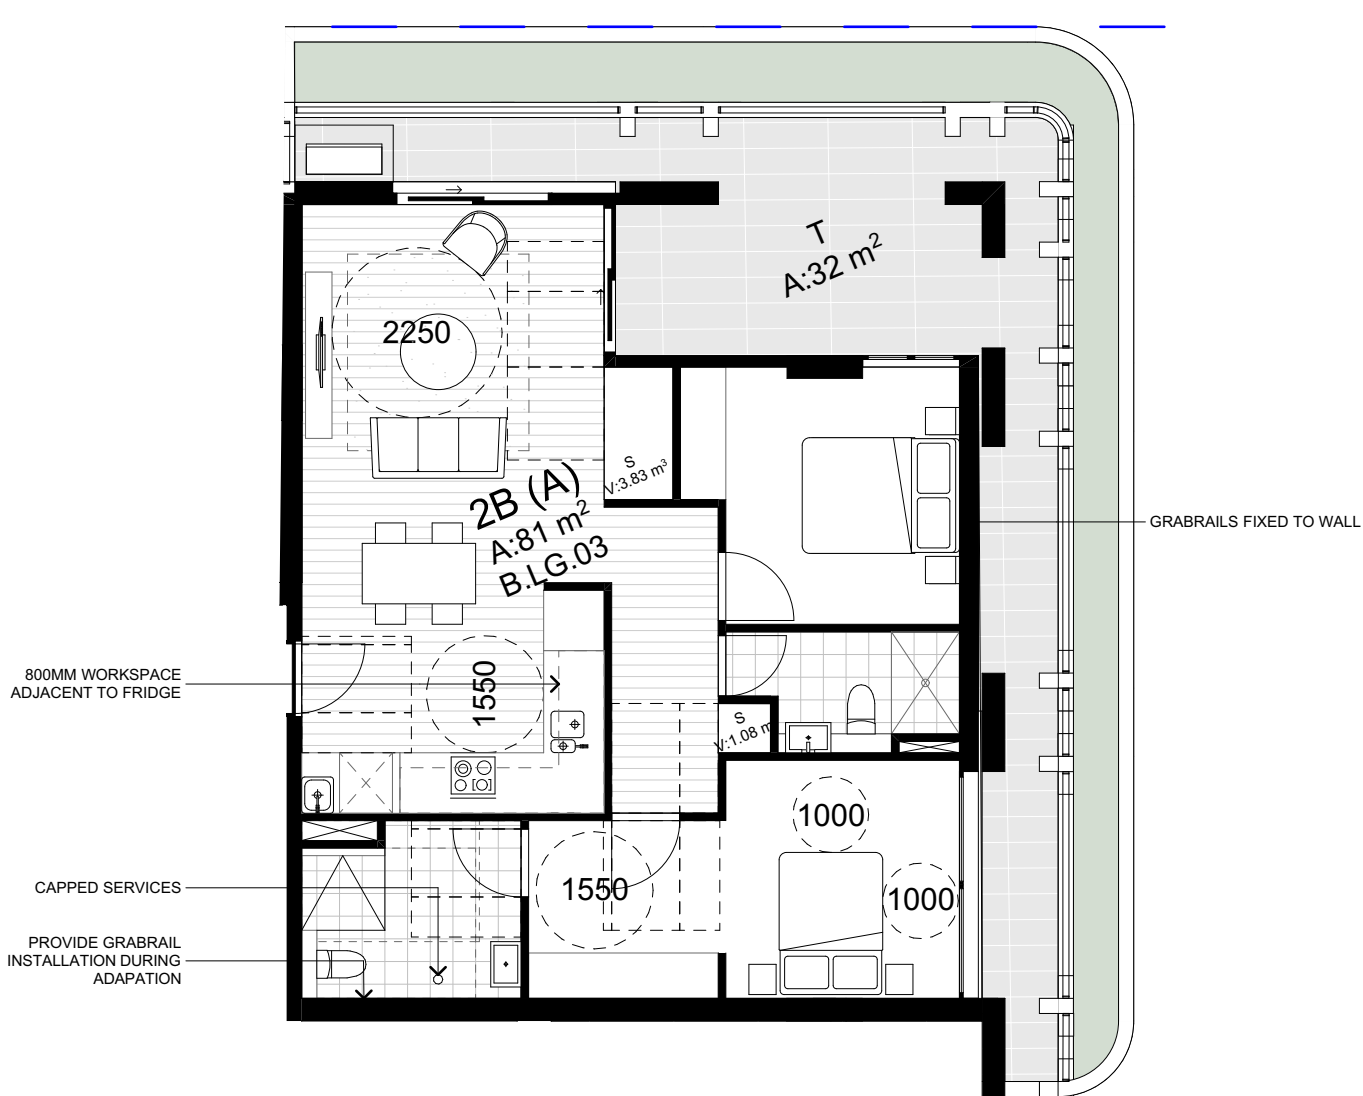 T
A:32 m²
2250
S
V:3.83 m³
2B (A)
A:81 m²
B.LG.03
GRABRAILS FIXED TO WALL
800MM WORKSPACE
ADJACENT TO FRIDGE
1550
S
V:1.08 m
1000
1550
1000
CAPPED SERVICES
PROVIDE GRABRAIL
INSTALLATION DURING
ADAPATION